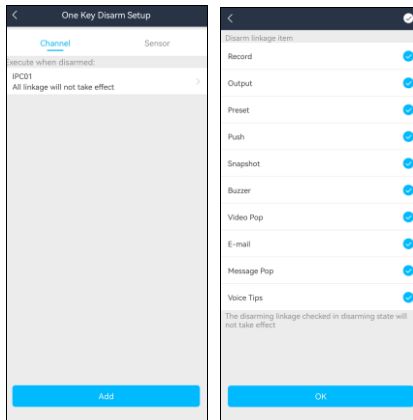 One Key Disarm Setup
Channel
Sensor
Execute when disarmed:
IPC01
All linkage will not take effect
Add
Disarm linkage item
Record
Output
Preset
Push
Snapshot
Buzzer
Video Pop
E-mail
Message Pop
Voice Tips
The disarming linkage checked in disarming state will
not take effect
OK